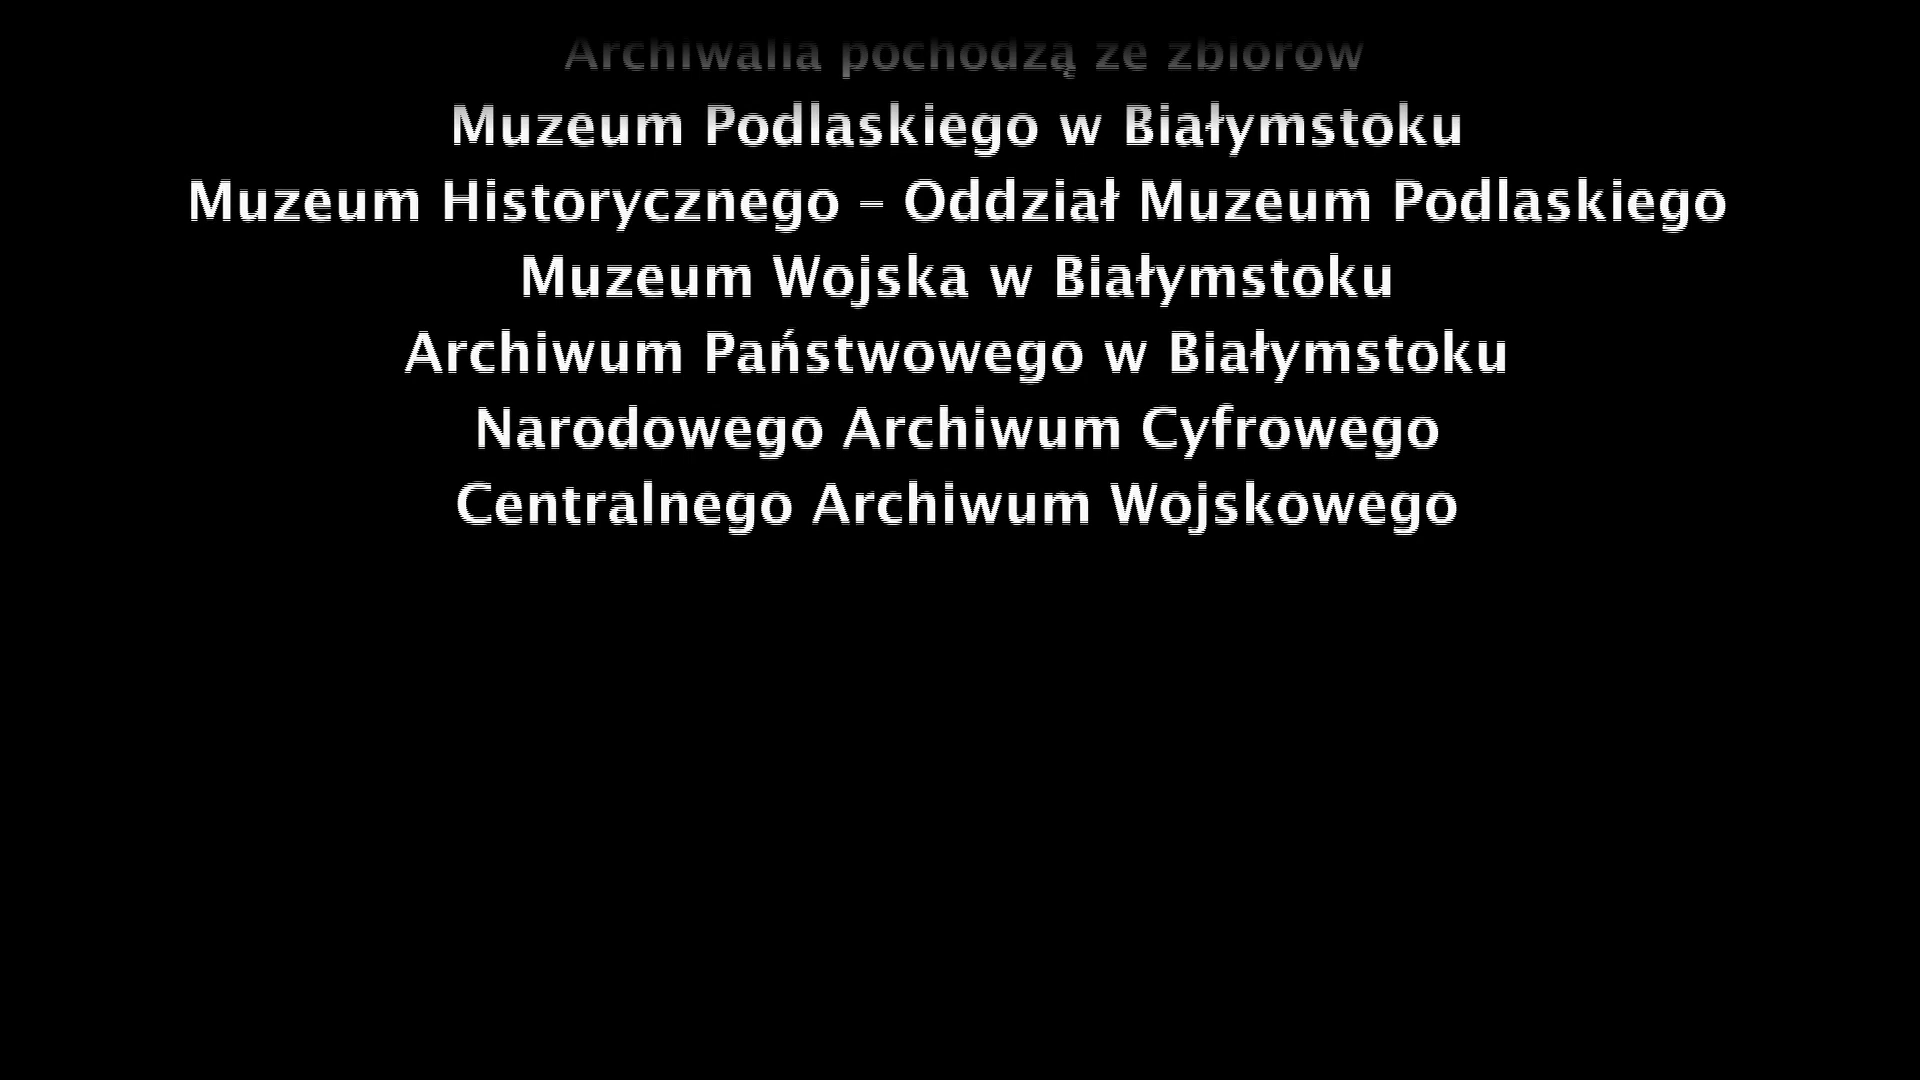 Archiwalia pochodzą ze zbiorów
Muzeum Podlaskiego w Białymstoku
Muzeum Historycznego – Oddział Muzeum Podlaskiego
Muzeum Wojska w Białymstoku
Archiwum Państwowego w Białymstoku
Narodowego Archiwum Cyfrowego
Centralnego Archiwum Wojskowego